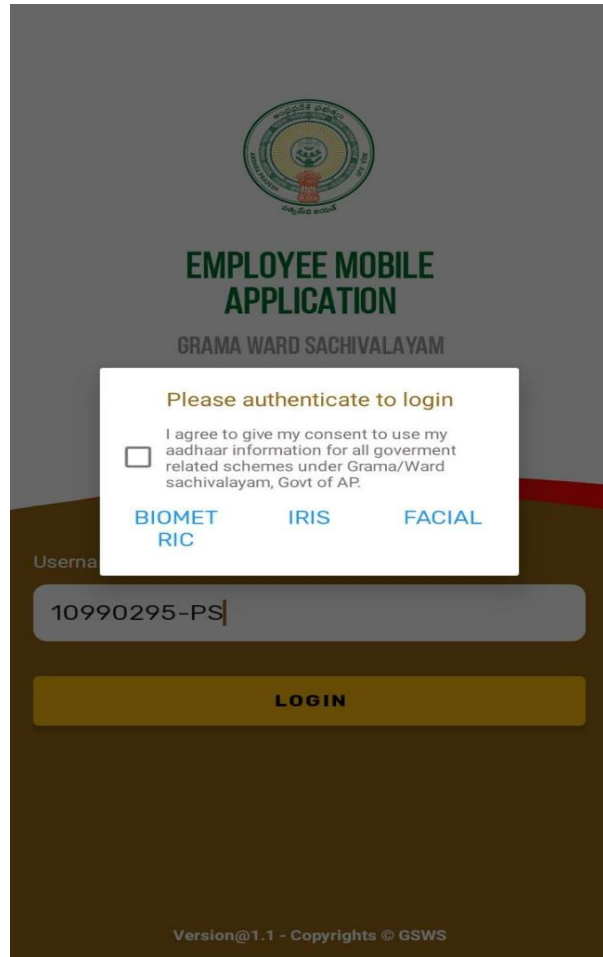 EMPLOYEE MOBILE
APPLICATION
GRAMA WARD SACHIVALAYAM
Please authenticate to login
I agree to give my consent to use my
aadhaar information for all goverment
related schemes under Grama/Ward
sachivalayam, Govt of AP.
BIOMET
RIC
IRIS
FACIAL
Userna
10990295-PS
LOGIN
Version@1.1 - Copyrights © GSWS